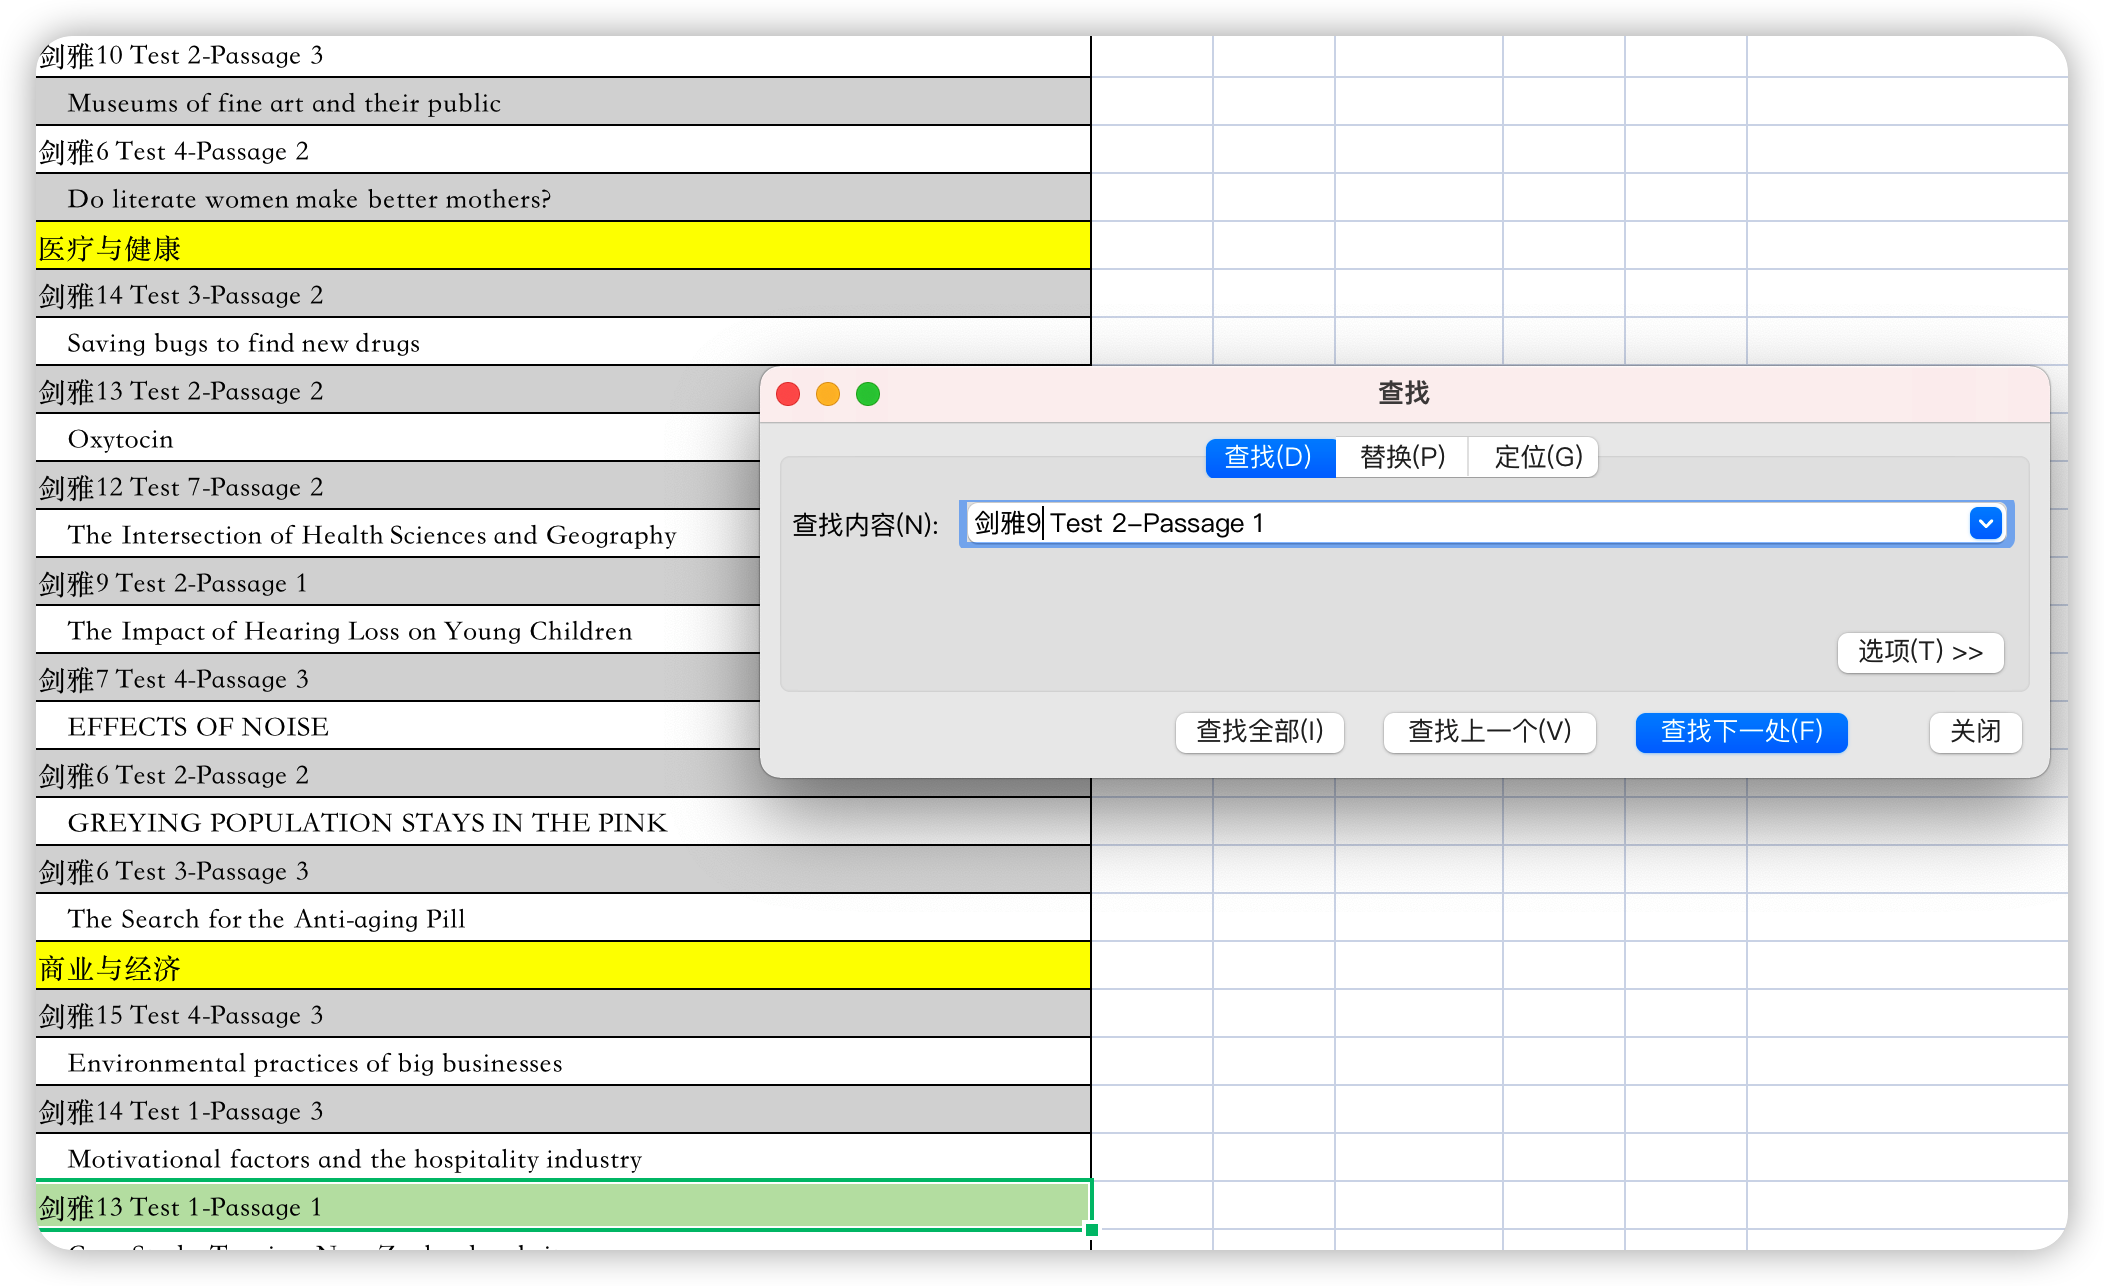 剑雅10 Test 2-Passage 3
Museums of fine art and their public
剑雅6 Test 4-Passage 2
Do literate women make better mothers?
医疗与健康
剑雅14 Test 3-Passage 2
Saving bugs to find new drugs
剑雅13 Test 2-Passage 2
Oxytocin
剑雅12 Test 7-Passage 2
The Intersection of Health Sciences and Geography
剑雅9 Test 2-Passage 1
The Impact of Hearing Loss on Young Children
剑雅7 Test 4-Passage 3
EFFECTS OF NOISE
剑雅6 Test 2-Passage 2
GREYING POPULATION STAYS IN THE PINK
剑雅6 Test 3-Passage 3
The Search for the Anti-aging Pill
商业与经济
剑雅15 Test 4-Passage 3
Environmental practices of big businesses
剑雅14 Test 1-Passage 3
Motivational factors and the hospitality industry
剑雅13 Test 1-Passage 1
查找
查找(D) 替换(P) 定位(G)
查找内容(N): 剑雅9 Test 2-Passage 1
选项(T) >>
查找全部(I) 查找上一个(V) 查找下一处(F) 关闭